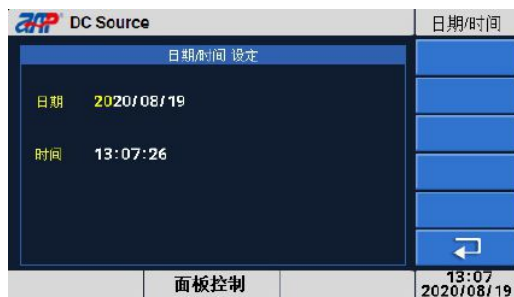 ZAP DC Source
日期/时间
日期/时间 设定
日期 2020/08/19
时间 13:07:26
面板控制
13:07
2020/08/19